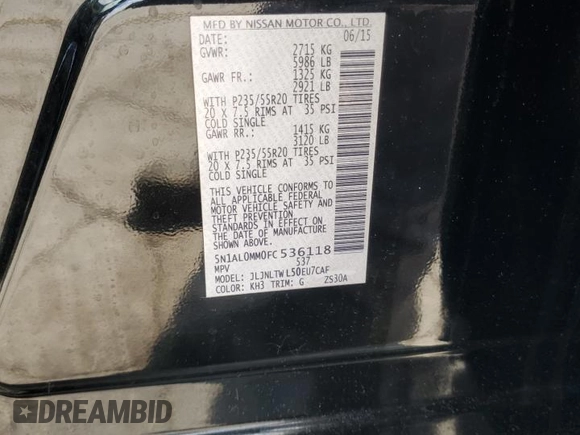 MFD BY NISSAN MOTOR CO., LTD.
DATE: 06/15
GVWR: 2715 KG
5986 LB
GAWR FR.: 1325 KG
2921 LB
WITH P235/55R20 TIRES
20 X 7.5 RIMS AT 35 PSI
COLD SINGLE
GAWR RR.: 1415 KG
3120 LB
WITH P235/55R20 TIRES
20 X 7.5 RIMS AT 35 PSI
COLD SINGLE
THIS VEHICLE CONFORMS TO
ALL APPLICABLE FEDERAL
MOTOR VEHICLE SAFETY AND
THEFT PREVENTION
STANDARDS IN EFFECT ON
THE DATE OF MANUFACTURE
SHOWN ABOVE.
5N1AL0MM0FC536118
MPV S37
MODEL: JLJNLTWL50EU7CAF
COLOR: KH3 TRIM: G ZS30A
DREAMBID